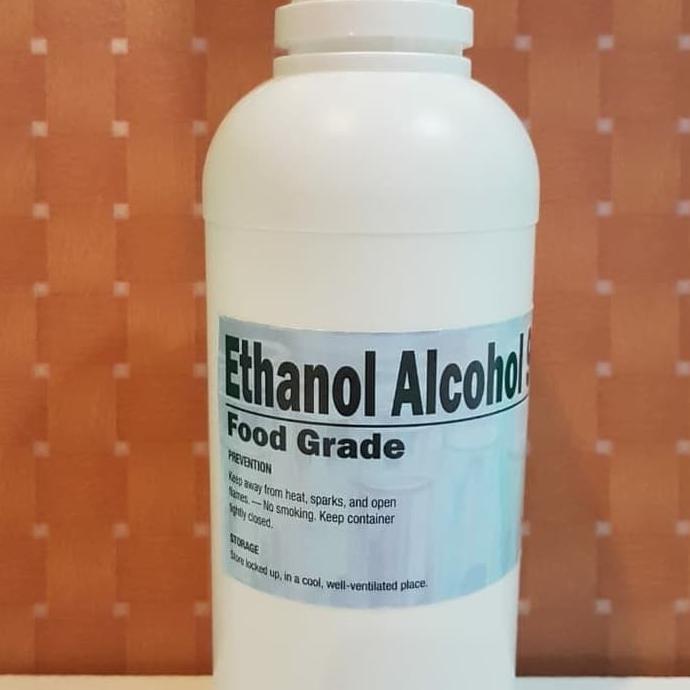 Ethanol Alcohol
Food Grade
PREVENTION
Keep away from heat, sparks, and open
flames. — No smoking. Keep container
tightly closed.
STORAGE
Store locked up, in a cool, well-ventilated place.